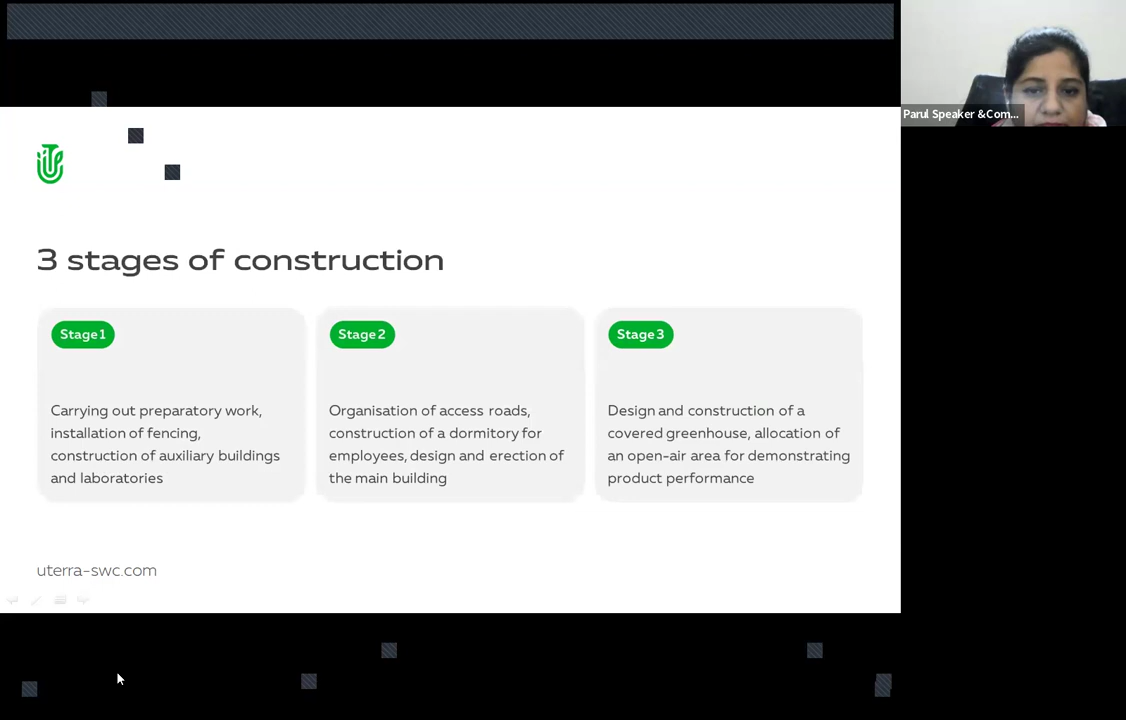 Parul Speaker &Com...
3 stages of construction
Stage 1
Carrying out preparatory work,
installation of fencing,
construction of auxiliary buildings
and laboratories
Stage 2
Organisation of access roads,
construction of a dormitory for
employees, design and erection of
the main building
Stage 3
Design and construction of a
covered greenhouse, allocation of
an open-air area for demonstrating
product performance
uterra-swc.com